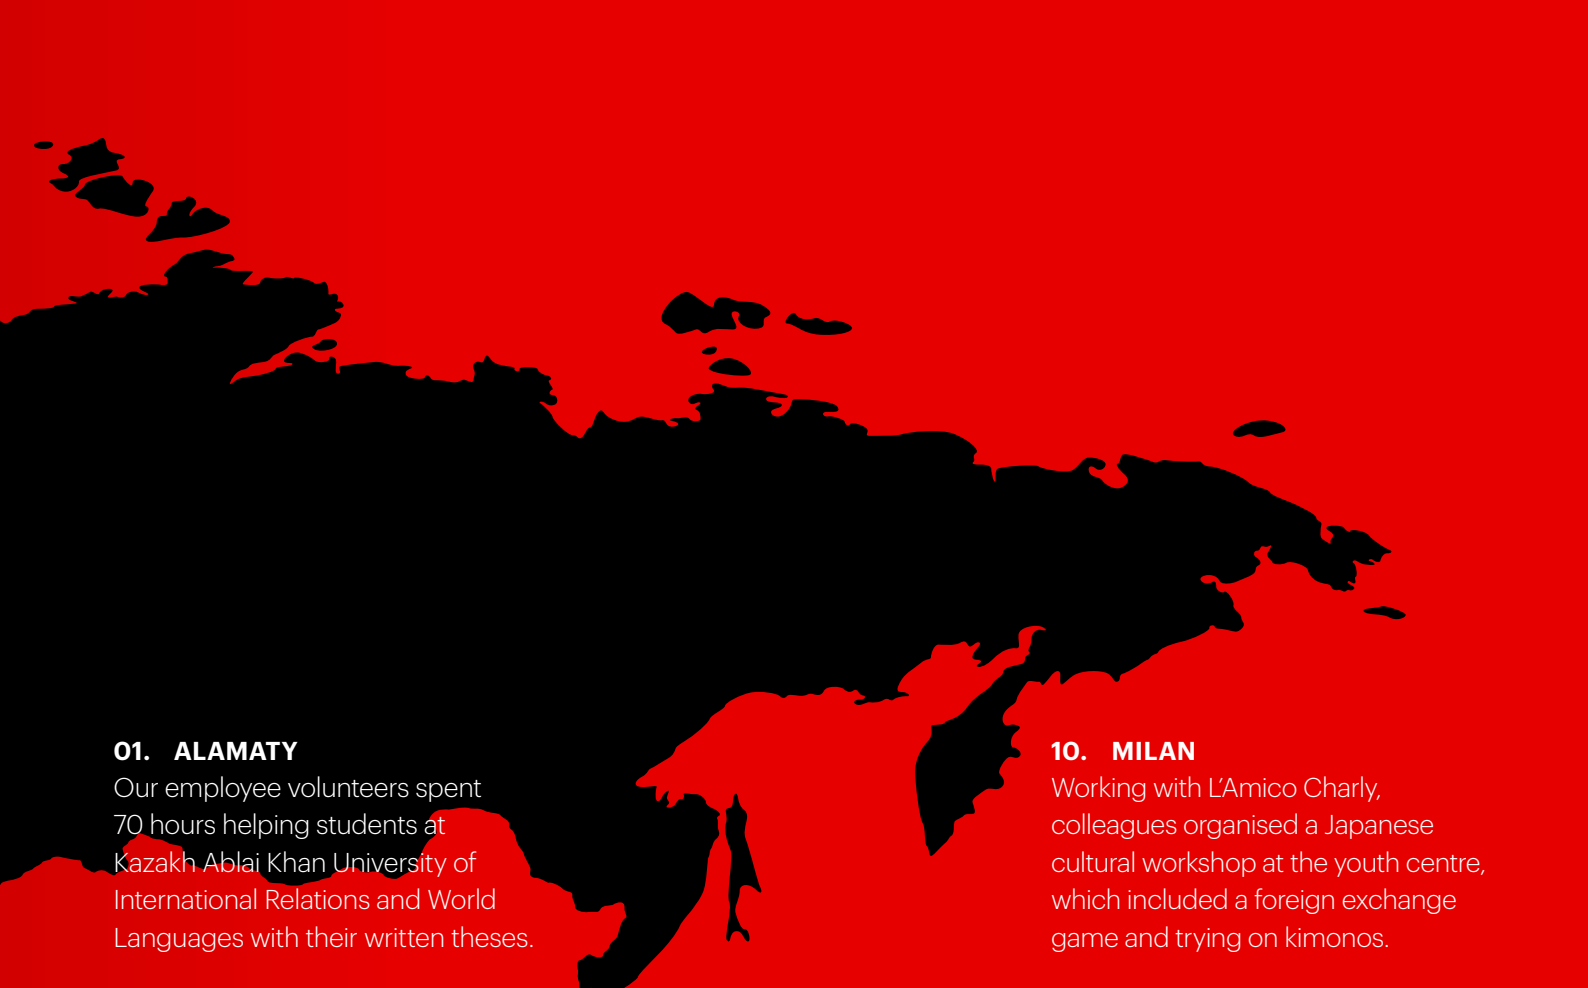 01. ALAMATY
Our employee volunteers spent
70 hours helping students at
Kazakh Ablai Khan University of
International Relations and World
Languages with their written theses.
10. MILAN
Working with L’Amico Charly,
colleagues organised a Japanese
cultural workshop at the youth centre,
which included a foreign exchange
game and trying on kimonos.